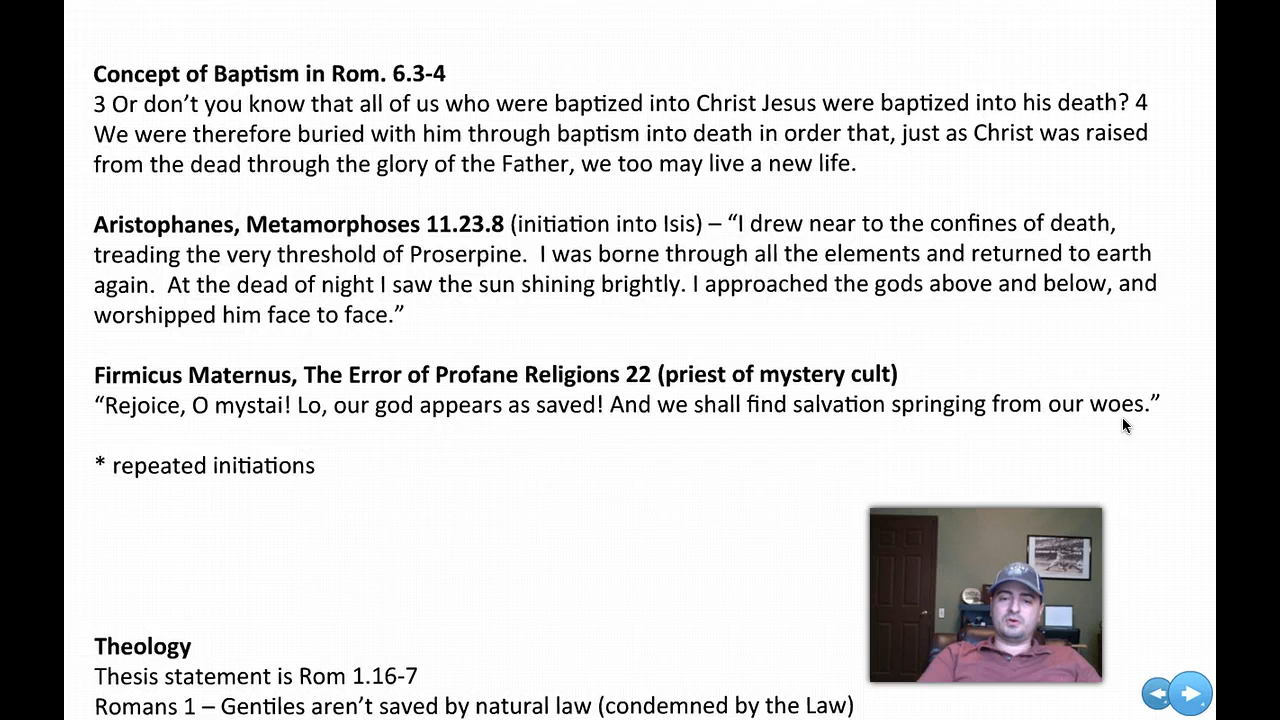 Concept of Baptism in Rom. 6.3-4
3 Or don’t you know that all of us who were baptized into Christ Jesus were baptized into his death? 4
We were therefore buried with him through baptism into death in order that, just as Christ was raised
from the dead through the glory of the Father, we too may live a new life.
Aristophanes, Metamorphoses 11.23.8 (initiation into Isis) – “I drew near to the confines of death,
treading the very threshold of Proserpine.  I was borne through all the elements and returned to earth
again.  At the dead of night I saw the sun shining brightly. I approached the gods above and below, and
worshipped him face to face.”
Firmicus Maternus, The Error of Profane Religions 22 (priest of mystery cult)
“Rejoice, O mystai! Lo, our god appears as saved! And we shall find salvation springing from our woes.”
* repeated initiations
Theology
Thesis statement is Rom 1.16-7
Romans 1 – Gentiles aren’t saved by natural law (condemned by the Law)